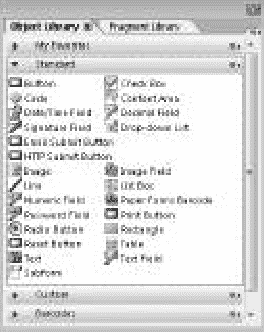 Object Library Fragment Library
My Favorites
Standard
Button Check Box
Circle Content Area
Date/Time Field Decimal Field
Signature Field Drop-down List
Email Submit Button
HTTP Submit Button
Image Image Field
Line List Box
Numeric Field Paper Forms Barcode
Password Field Print Button
Radio Button Rectangle
Reset Button Table
Text Text Field
Subform
Custom
Barcodes